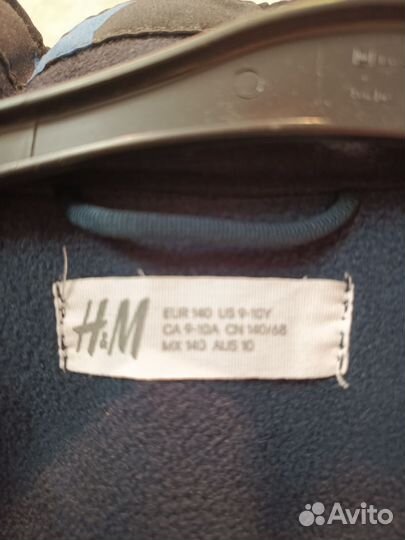 H&M
EUR 140 US 9-10Y
CA 9-10A CN 140/68
MX 140 AUS 10
Avito